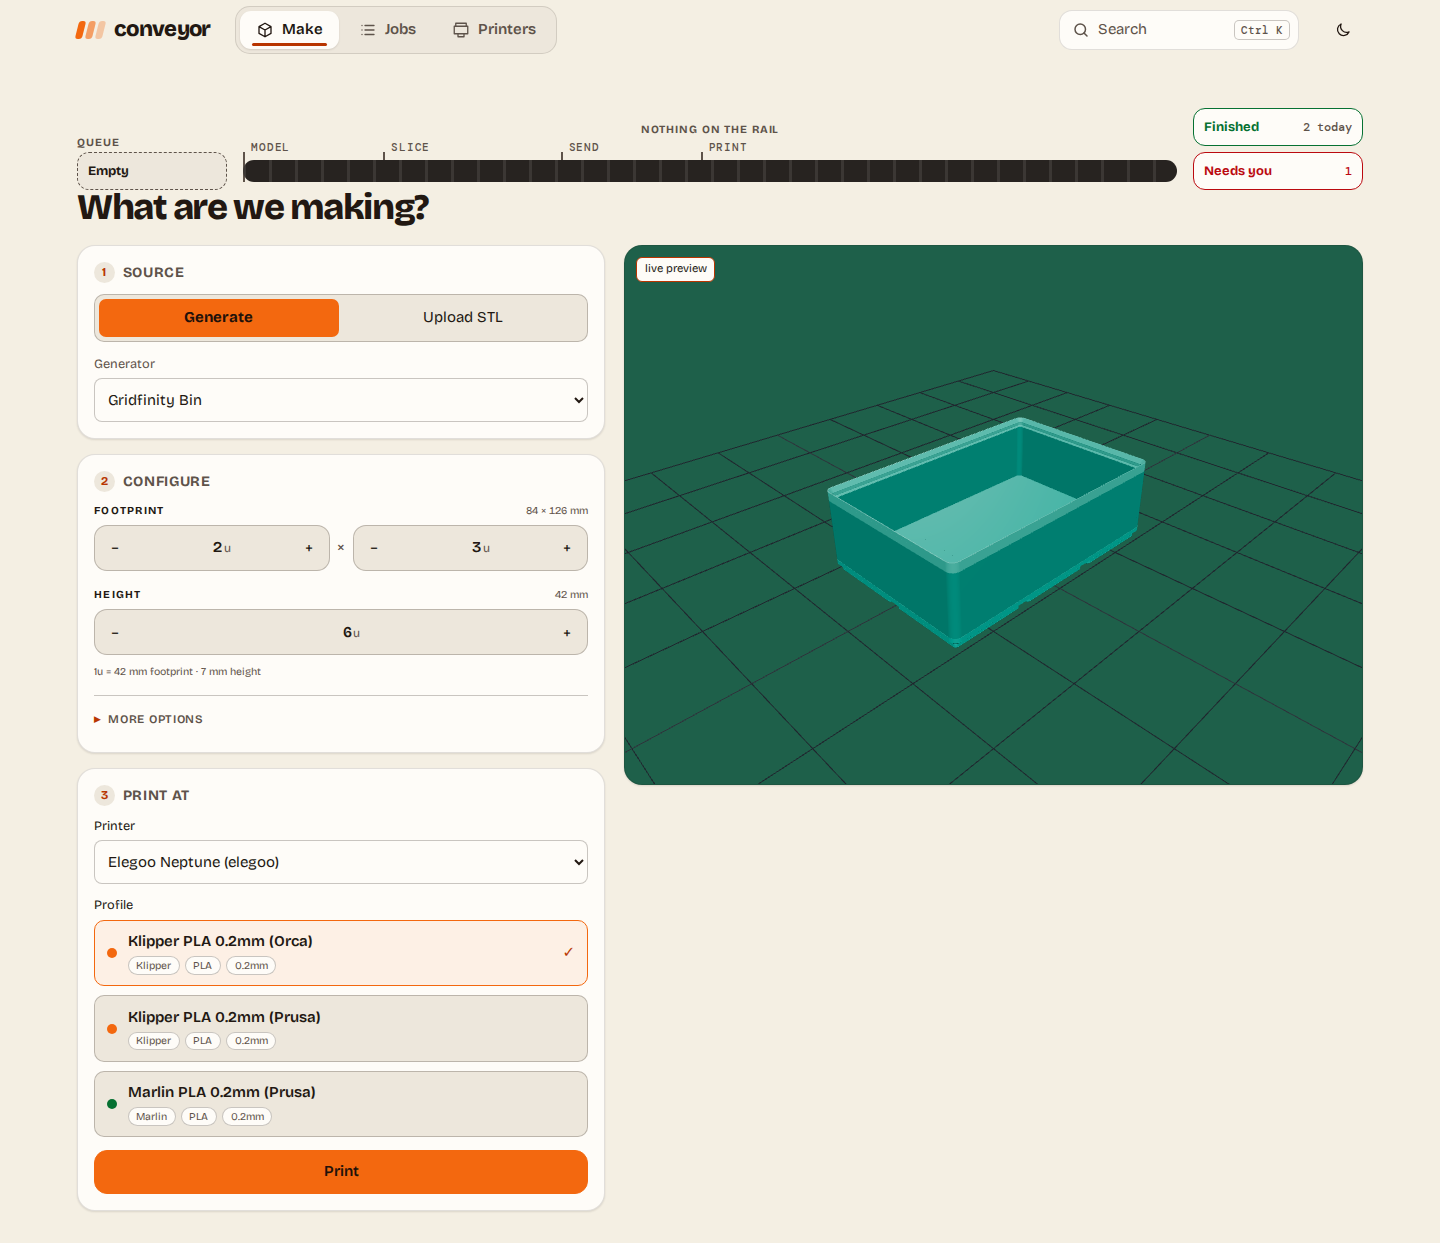 conveyor
Make
Jobs
Printers
Search
Ctrl K
QUEUE
Empty
NOTHING ON THE RAIL
MODEL
SLICE
SEND
PRINT
Finished 2 today
Needs you 1
What are we making?
1 SOURCE
Generate
Upload STL
Generator
Gridfinity Bin
2 CONFIGURE
FOOTPRINT 84 × 126 mm
− 2 u + × − 3 u +
HEIGHT 42 mm
− 6 u +
1u = 42 mm footprint · 7 mm height
▶ MORE OPTIONS
3 PRINT AT
Printer
Elegoo Neptune (elegoo)
Profile
Klipper PLA 0.2mm (Orca) ✓
Klipper PLA 0.2mm
Klipper PLA 0.2mm (Prusa)
Klipper PLA 0.2mm
Marlin PLA 0.2mm (Prusa)
Marlin PLA 0.2mm
Print
live preview